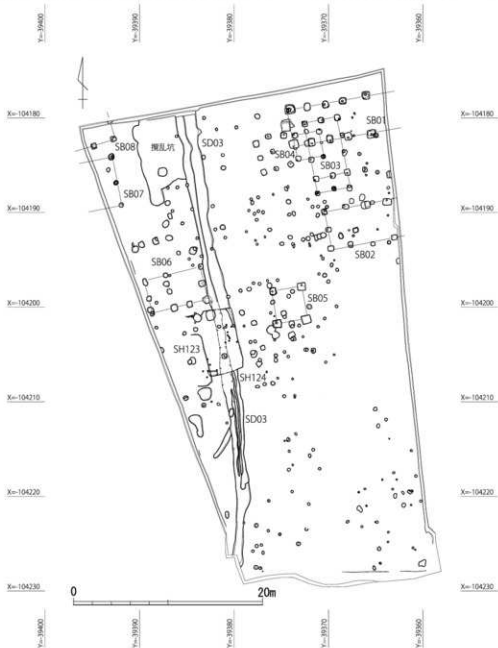 Y=-39400
Y=-39390
Y=-39380
Y=-39370
Y=-39360
X=-104180
X=-104180
SD03
SB01
SB08
攪乱坑
SB04
SB03
SB07
X=-104190
X=-104190
SB02
SB06
SB05
X=-104200
X=-104200
SH123
X=-104210
X=-104210
SH124
SD03
X=-104220
X=-104220
X=-104230
X=-104230
0
20m
Y=-39400
Y=-39390
Y=-39380
Y=-39370
Y=-39360